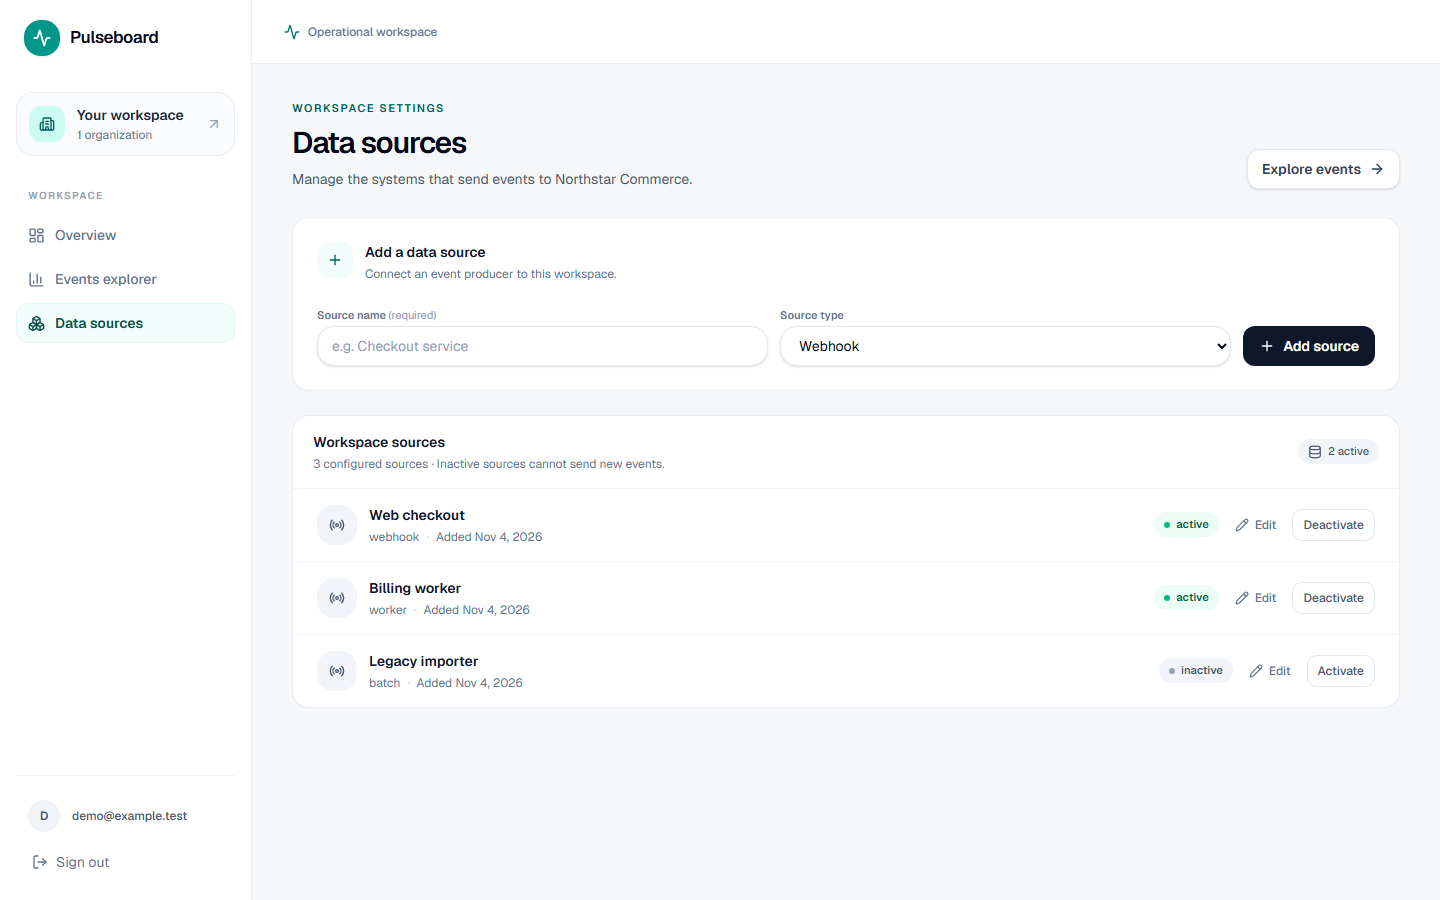 Pulseboard
Your workspace
1 organization
WORKSPACE
Overview
Events explorer
Data sources
demo@example.test
D
Sign out
Operational workspace
WORKSPACE SETTINGS
Data sources
Manage the systems that send events to Northstar Commerce.
Explore events
Add a data source
Connect an event producer to this workspace.
Source name (required)
e.g. Checkout service
Source type
Webhook
Add source
Workspace sources
3 configured sources · Inactive sources cannot send new events.
2 active
Web checkout
webhook · Added Nov 4, 2026
active
Edit
Deactivate
Billing worker
worker · Added Nov 4, 2026
active
Edit
Deactivate
Legacy importer
batch · Added Nov 4, 2026
inactive
Edit
Activate